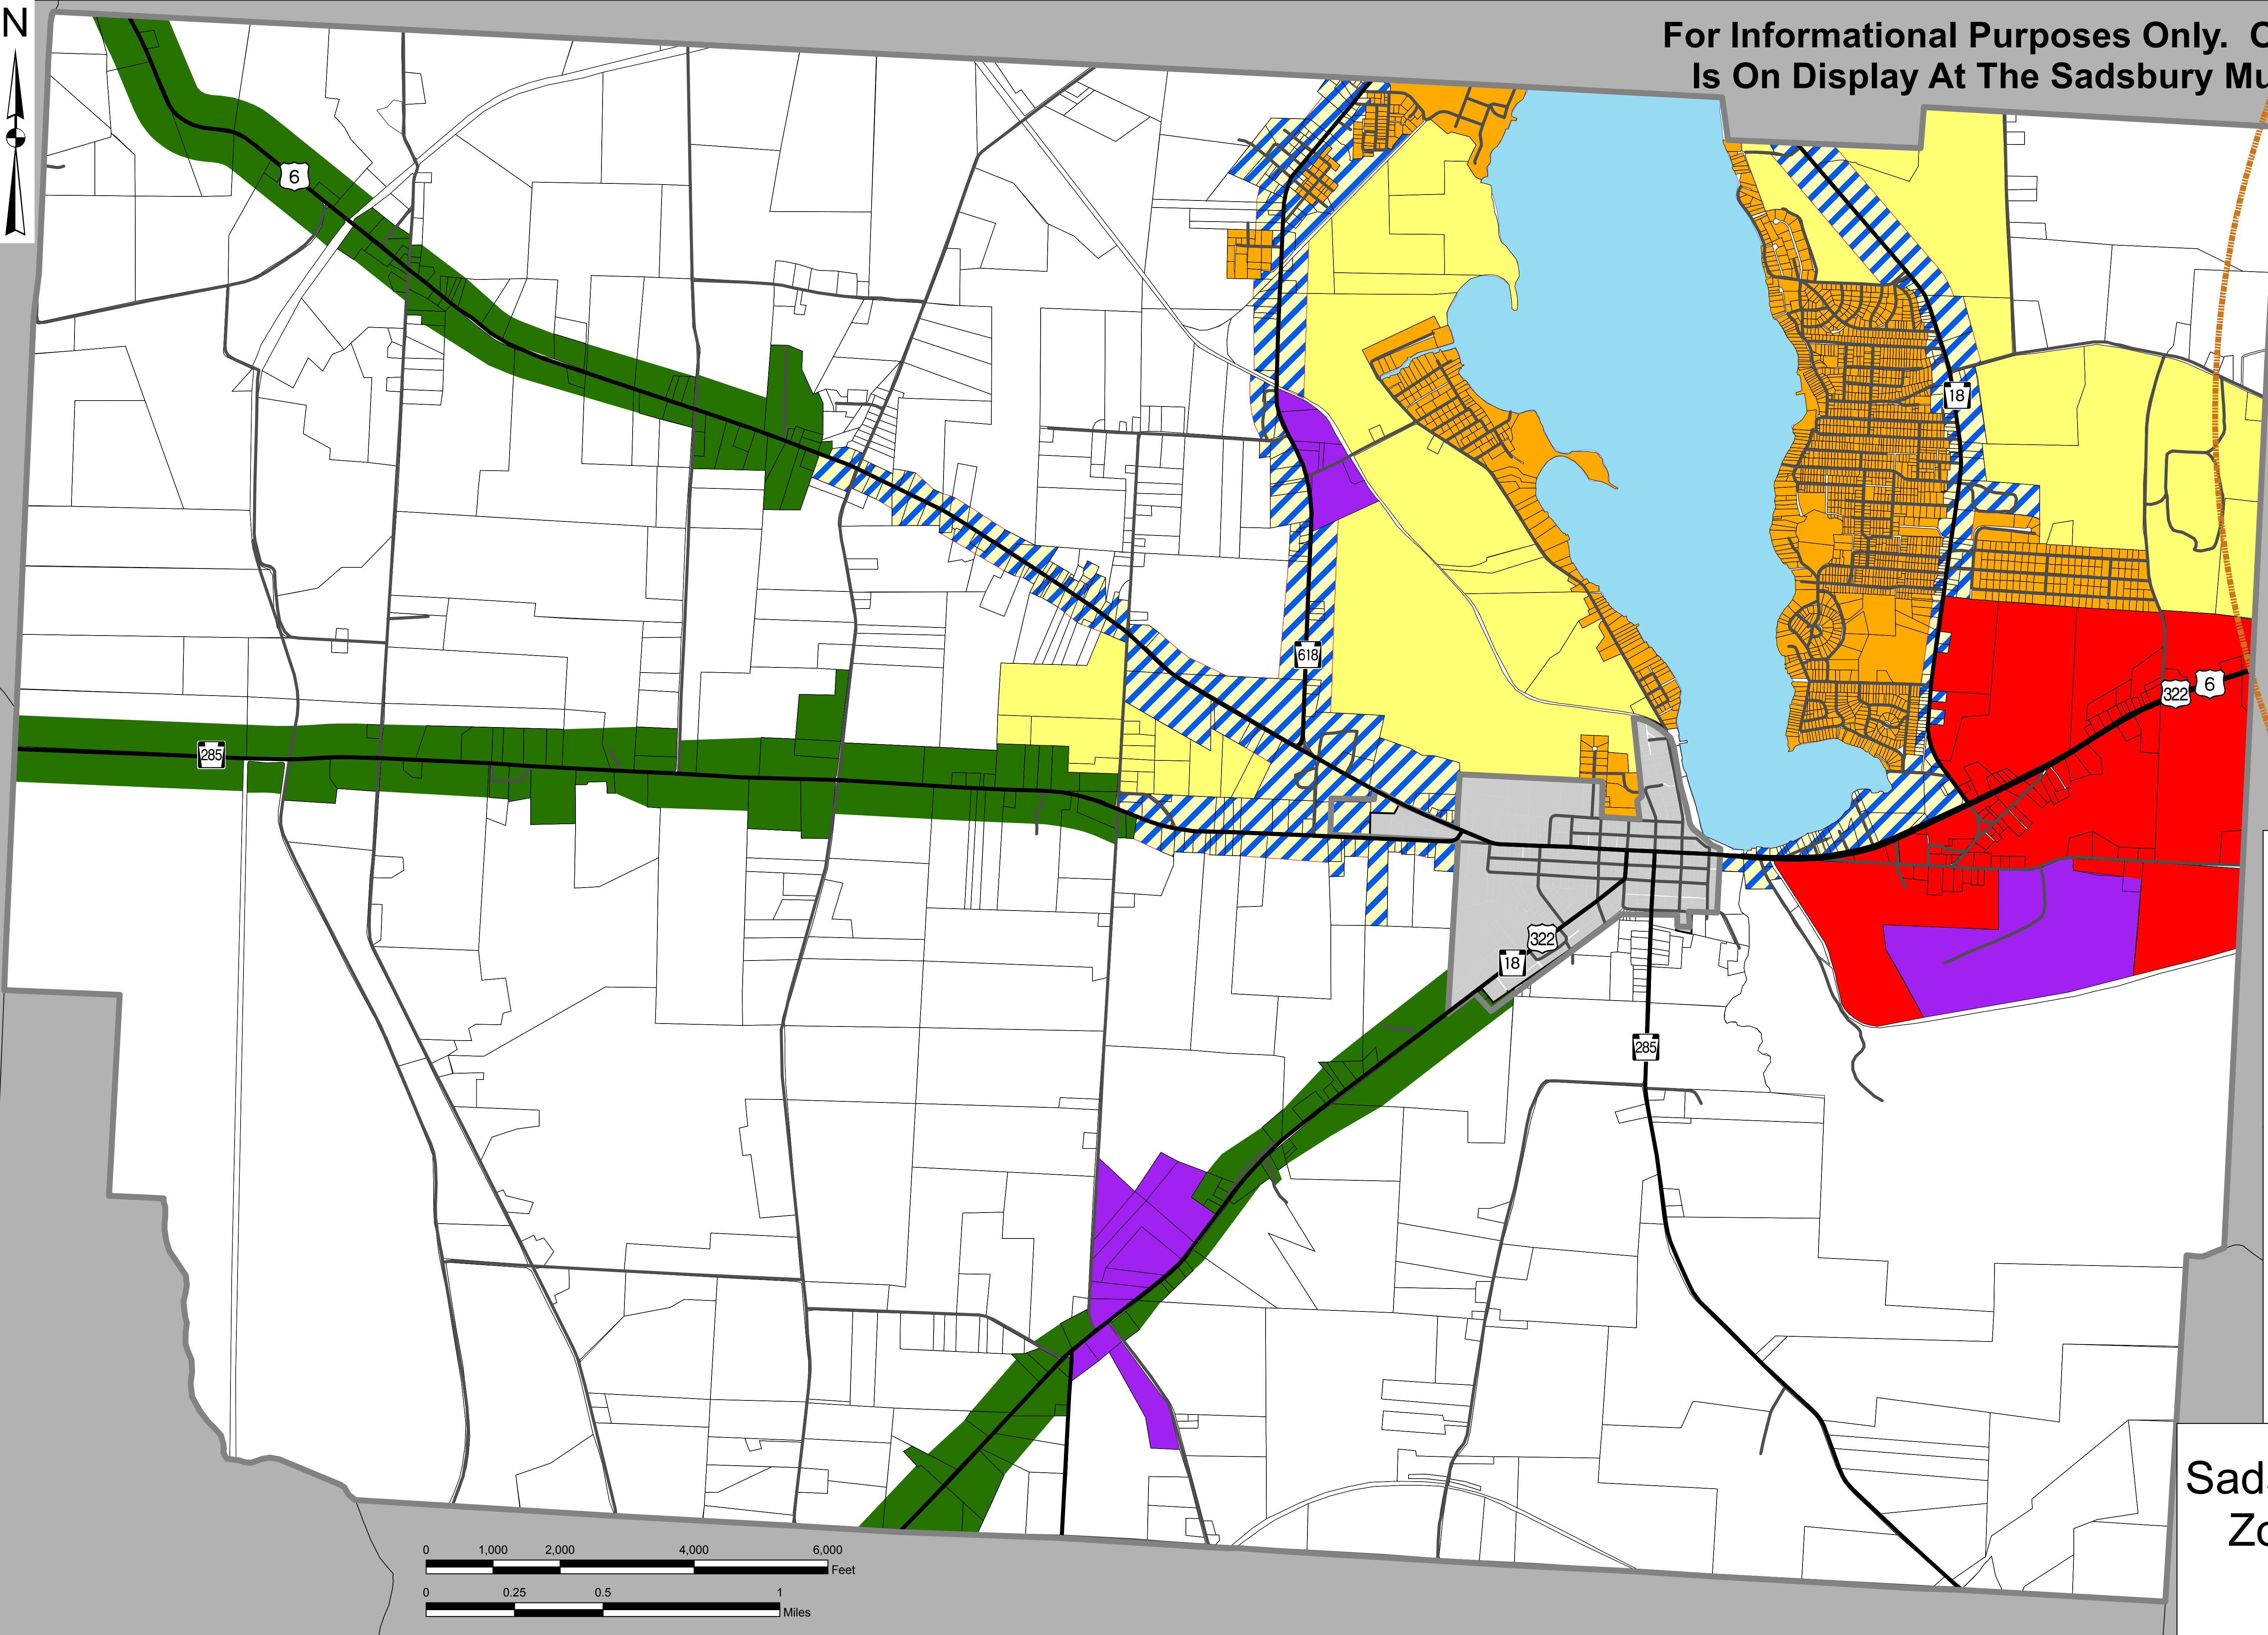 N
For Informational Purposes Only.
Is On Display At The Sadsbury
6
18
618
322
6
285
322
18
285
0 1,000 2,000 4,000 6,000
Feet
0 0.25 0.5 1
Miles